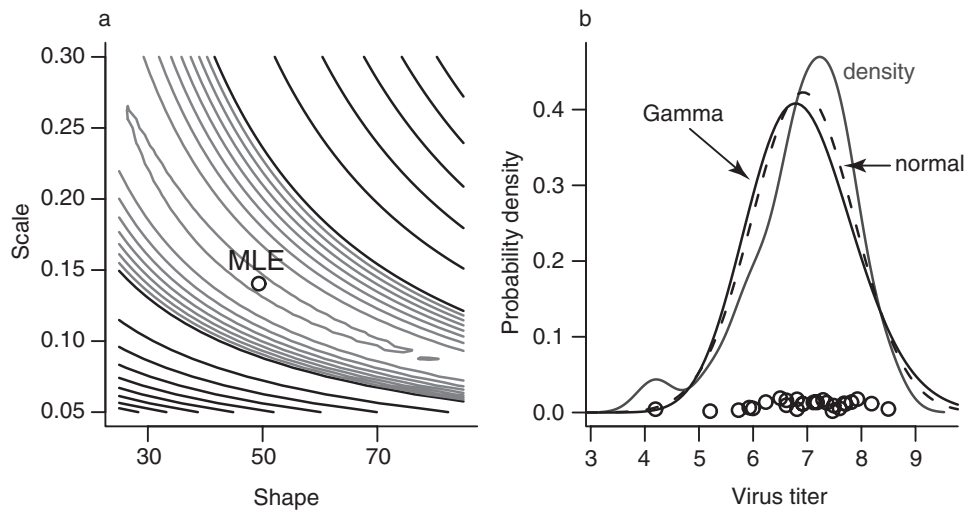 a
0.30
0.25
0.20
0.15
0.10
0.05
Scale
MLE
30
50
70
Shape
b
density
Gamma
normal
0.4
0.3
0.2
0.1
0.0
Probability density
3
4
5
6
7
8
9
Virus titer